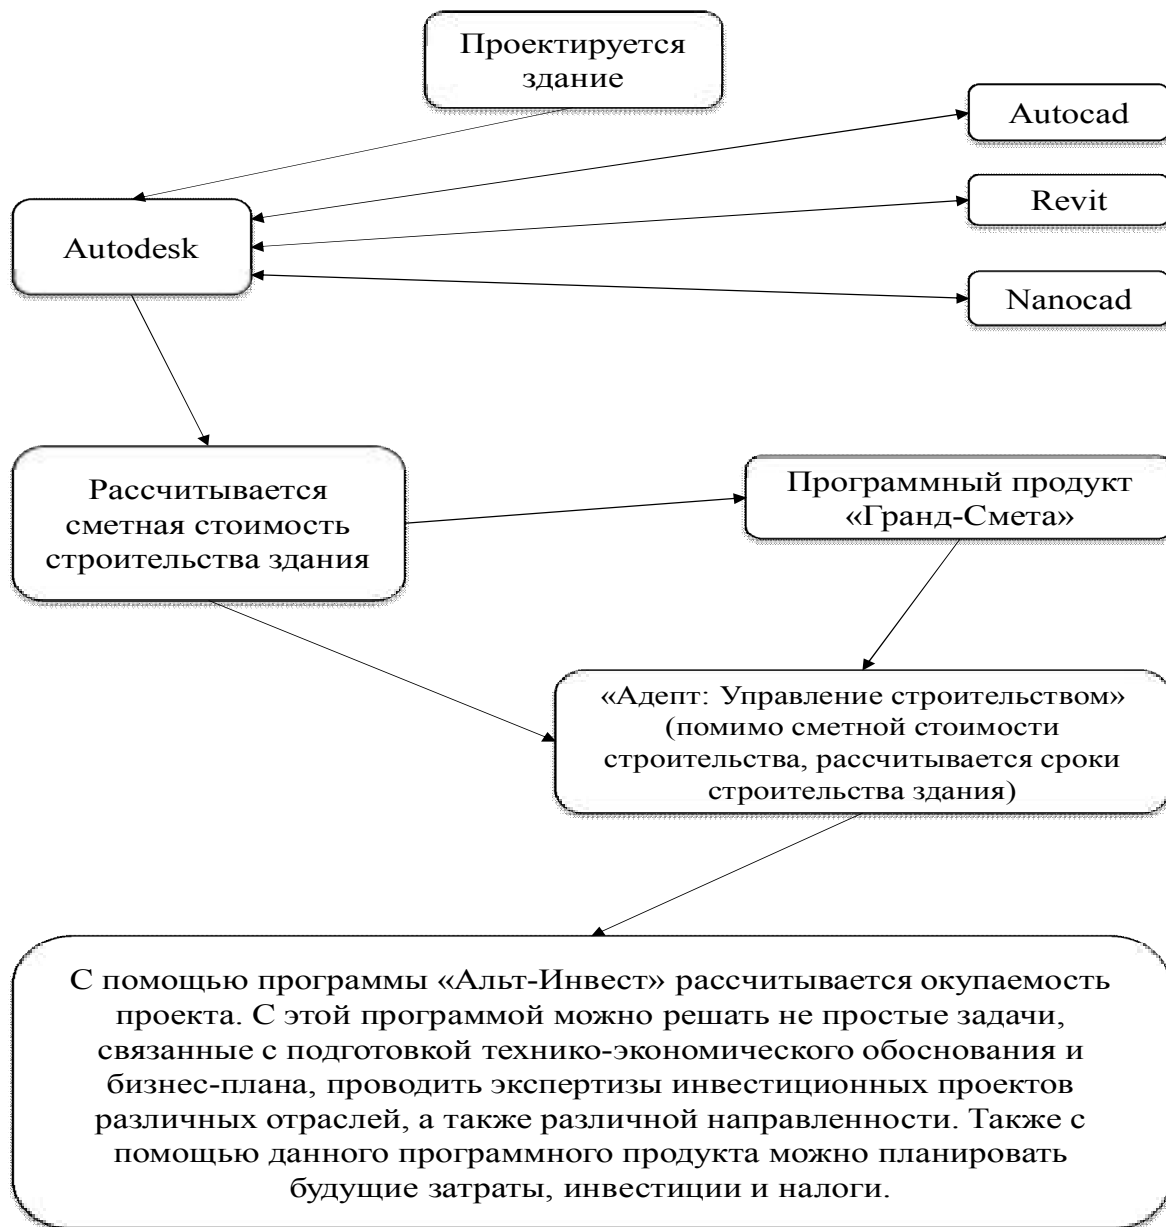 Проектируется
здание
Autocad
Revit
Autodesk
Nanocad
Рассчитывается
сметная стоимость
строительства здания
Программный продукт
«Гранд-Смета»
«Адепт: Управление строительством»
(помимо сметной стоимости
строительства, рассчитывается сроки
строительства здания)
С помощью программы «Альт-Инвест» рассчитывается окупаемость
проекта. С этой программой можно решать не простые задачи,
связанные с подготовкой технико-экономического обоснования и
бизнес-плана, проводить экспертизы инвестиционных проектов
различных отраслей, а также различной направленности. Также с
помощью данного программного продукта можно планировать
будущие затраты, инвестиции и налоги.